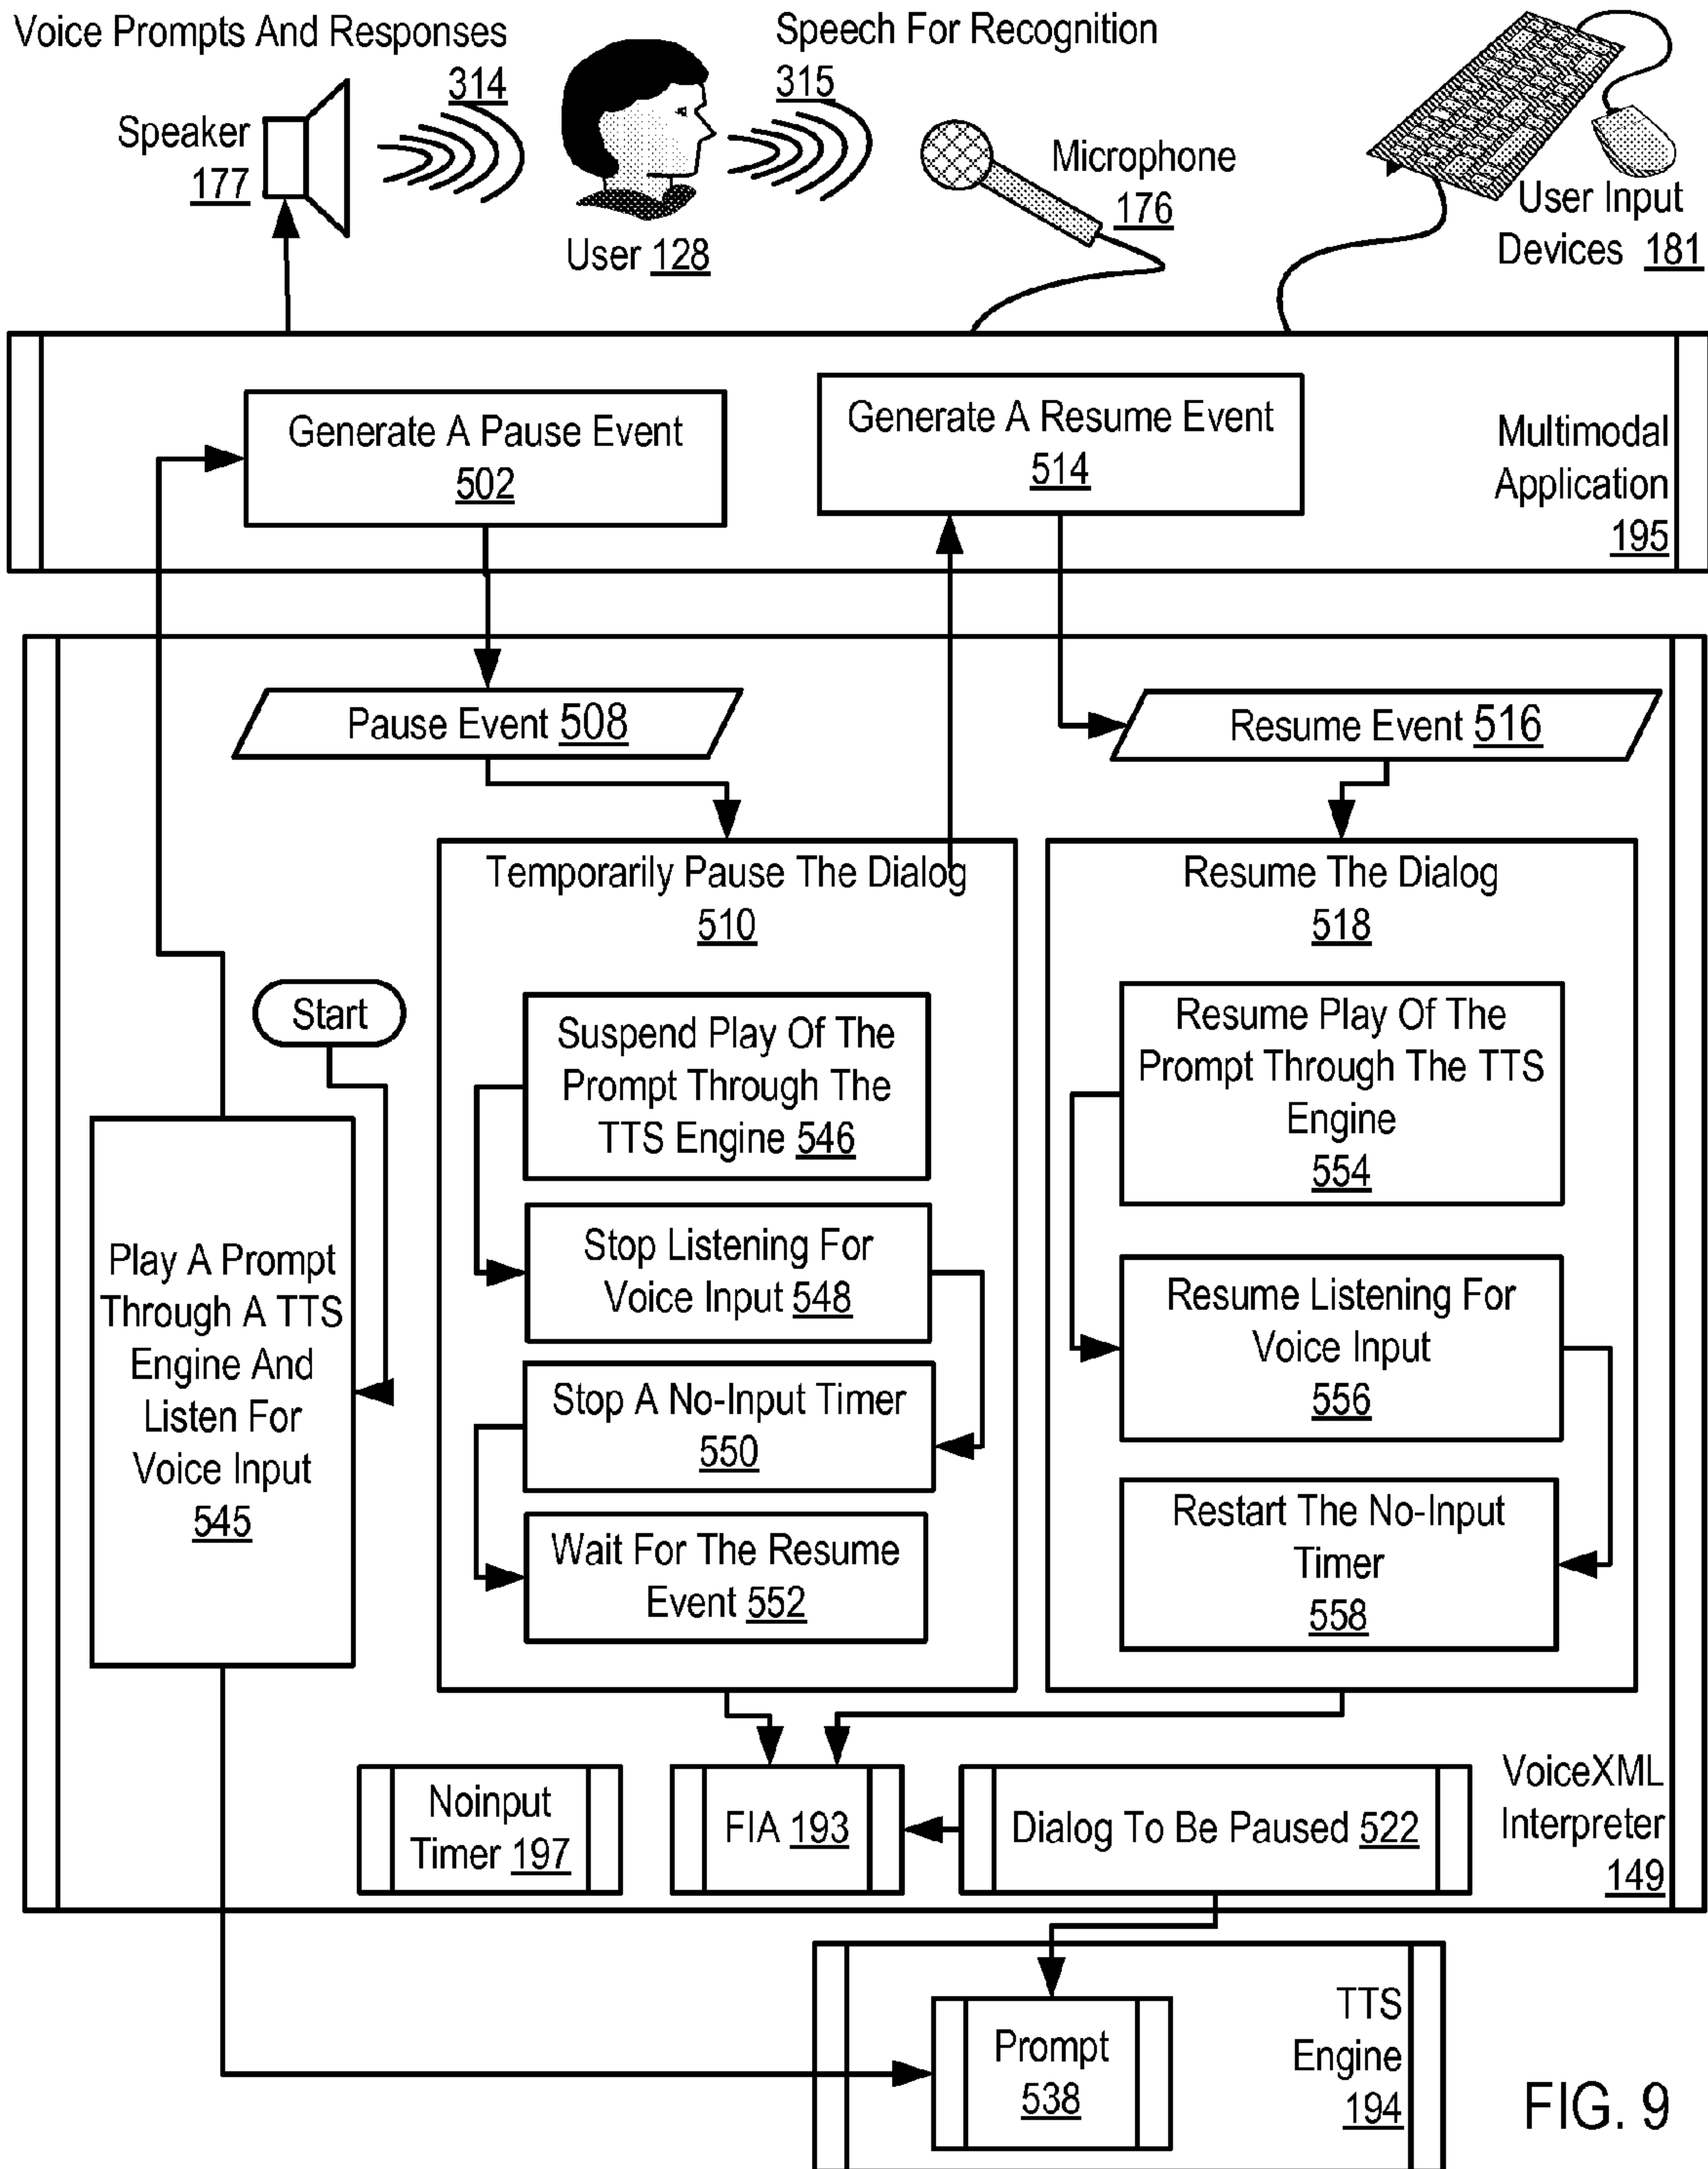 Voice Prompts And Responses
314
Speech For Recognition
315
Speaker
177
Microphone
176
User 128
User Input
Devices 181
Generate A Pause Event
502
Generate A Resume Event
514
Multimodal
Application
195
Pause Event 508
Resume Event 516
Temporarily Pause The Dialog
510
Resume The Dialog
518
Start
Suspend Play Of The
Prompt Through The
TTS Engine 546
Resume Play Of The
Prompt Through The TTS
Engine
554
Play A Prompt
Through A TTS
Engine And
Listen For
Voice Input
545
Stop Listening For
Voice Input 548
Resume Listening For
Voice Input
556
Stop A No-Input Timer
550
Restart The No-Input
Timer
558
Wait For The Resume
Event 552
Noinput
Timer 197
FIA 193
Dialog To Be Paused 522
VoiceXML
Interpreter
149
Prompt
538
TTS
Engine
194
FIG. 9